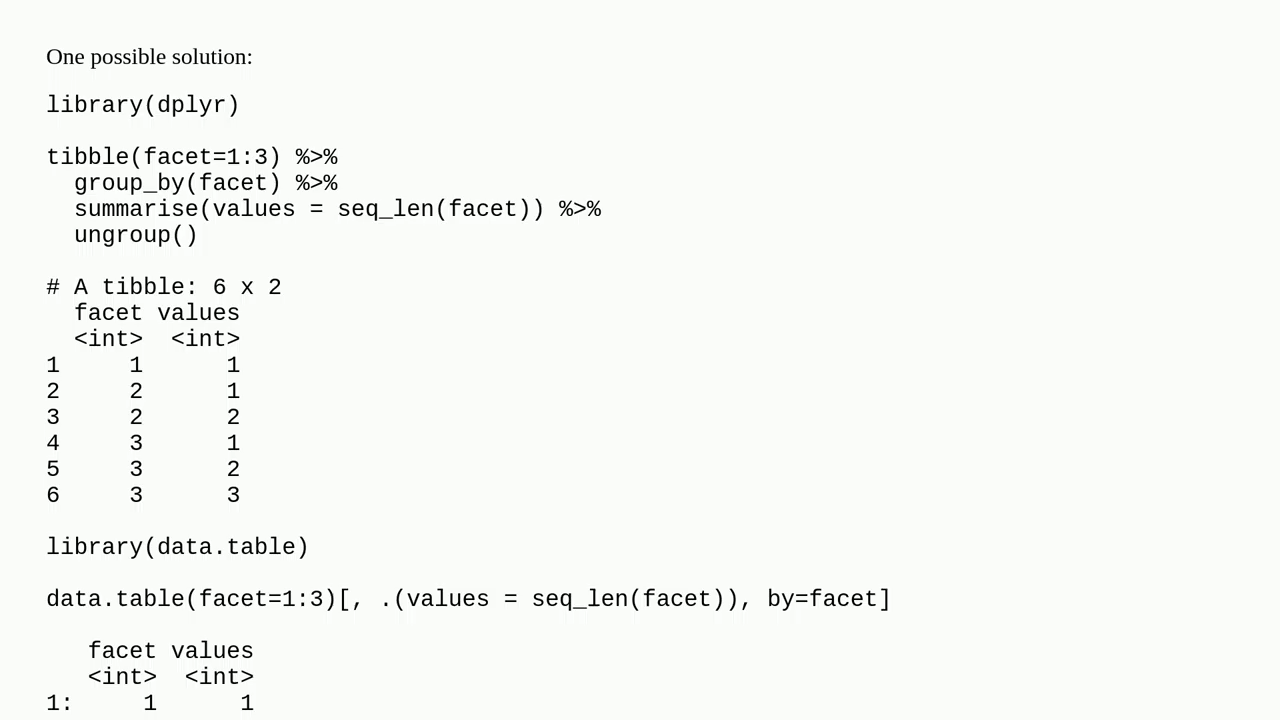 One possible solution:
library(dplyr)
tibble(facet=1:3) %>%
  group_by(facet) %>%
  summarise(values = seq_len(facet)) %>%
  ungroup()
# A tibble: 6 x 2
  facet values
  <int>  <int>
1     1      1
2     2      1
3     2      2
4     3      1
5     3      2
6     3      3
library(data.table)
data.table(facet=1:3)[, .(values = seq_len(facet)), by=facet]
   facet values
   <int>  <int>
1:     1      1